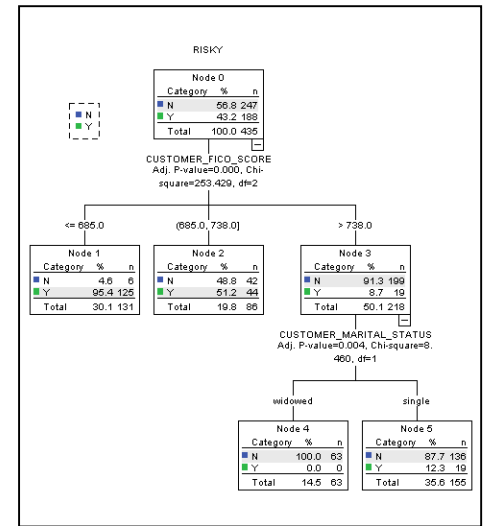 RISKY
Node 0
Category % n
N 56.8 247
Y 43.2 188
Total 100.0 435
N
Y
CUSTOMER_FICO_SCORE
Adj. P-value=0.000, Chi-
square=253.429, df=2
<= 685.0
(685.0, 738.0]
> 738.0
Node 1
Category % n
N 4.6 6
Y 95.4 125
Total 30.1 131
Node 2
Category % n
N 48.8 42
Y 51.2 44
Total 19.8 86
Node 3
Category % n
N 91.3 199
Y 8.7 19
Total 50.1 218
CUSTOMER_MARITAL_STATUS
Adj. P-value=0.004, Chi-square=8.
460, df=1
widowed
single
Node 4
Category % n
N 100.0 63
Y 0.0 0
Total 14.5 63
Node 5
Category % n
N 87.7 136
Y 12.3 19
Total 35.6 155